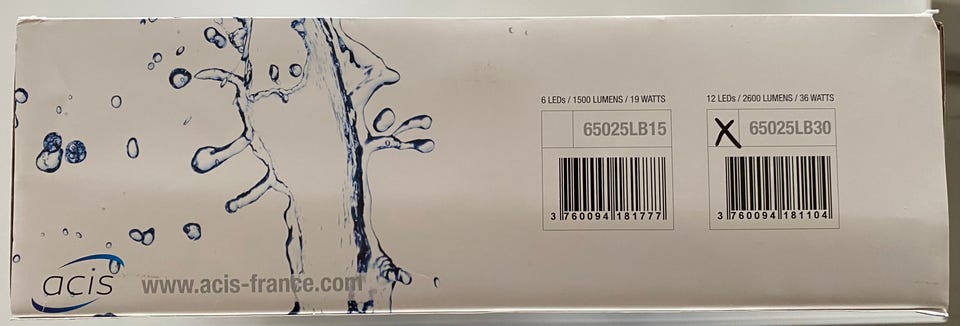 6 LEDs / 1500 LUMENS / 19 WATTS
65025LB15
3 760094 181777
12 LEDs / 2600 LUMENS / 36 WATTS
X 65025LB30
3 760094 181104
acis
www.acis-france.com